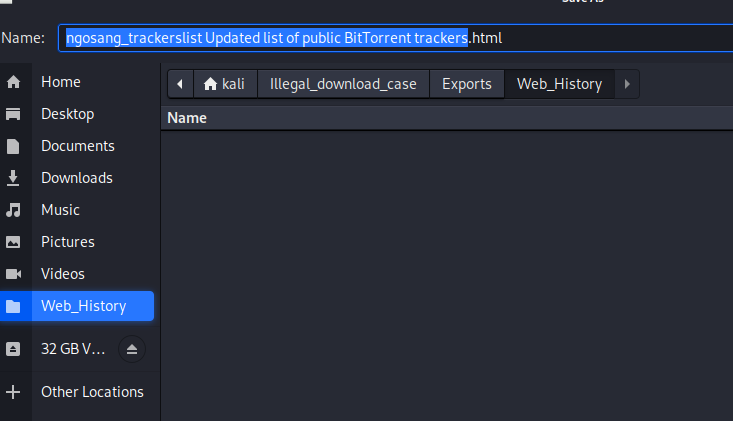 Save As
Name: ngosang_trackerslist Updated list of public BitTorrent trackers.html
Home
kali Illegal_download_case Exports Web_History
Desktop
Name
Documents
Downloads
Music
Pictures
Videos
Web_History
32 GB V...
Other Locations